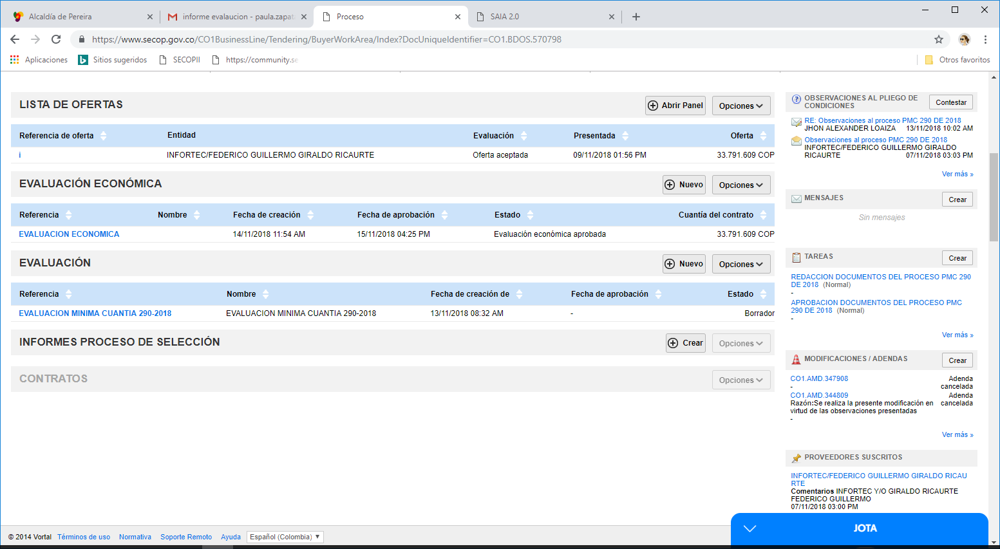 Alcaldía de Pereira
informe evalaucion - paula.zapat
Proceso
SAIA 2.0
https://www.secop.gov.co/CO1BusinessLine/Tendering/BuyerWorkArea/Index?DocUniqueIdentifier=CO1.BDOS.570798
Aplicaciones
Sitios sugeridos
SECOPII
https://community.se
Otros favoritos
LISTA DE OFERTAS
Abrir Panel
Opciones
Referencia de oferta Entidad Evaluación Presentada Oferta
i INFORTEC/FEDERICO GUILLERMO GIRALDO RICAURTE Oferta aceptada 09/11/2018 01:56 PM 33.791.609 COP
EVALUACIÓN ECONÓMICA
Nuevo
Opciones
Referencia Nombre Fecha de creación Fecha de aprobación Estado Cuantía del contrato
EVALUACION ECONOMICA 14/11/2018 11:54 AM 15/11/2018 04:25 PM Evaluación económica aprobada 33.791.609 COP
EVALUACIÓN
Nuevo
Opciones
Referencia Nombre Fecha de creación de Fecha de aprobación Estado
EVALUACION MINIMA CUANTIA 290-2018 EVALUACION MINIMA CUANTIA 290-2018 13/11/2018 08:32 AM - Borrador
INFORMES PROCESO DE SELECCIÓN
Crear
Opciones
CONTRATOS
Opciones
OBSERVACIONES AL PLIEGO DE
CONDICIONES
Contestar
RE: Observaciones al proceso PMC 290 DE 2018
JHON ALEXANDER LOAIZA 13/11/2018 10:02 AM
Observaciones al proceso PMC 290 DE 2018
INFORTEC/FEDERICO GUILLERMO GIRALDO
RICAURTE 07/11/2018 03:03 PM
Ver más »
MENSAJES
Crear
Sin mensajes
TAREAS
Crear
REDACCION DOCUMENTOS DEL PROCESO PMC 290
DE 2018 (Normal)
-
APROBACION DOCUMENTOS DEL PROCESO PMC
290 DE 2018 (Normal)
-
Ver más »
MODIFICACIONES / ADENDAS
Crear
CO1.AMD.347908 Adenda
- cancelada
CO1.AMD.344809 Adenda
Razón:Se realiza la presente modificación en cancelada
virtud de las observaciones presentadas
-
Ver más »
PROVEEDORES SUSCRITOS
INFORTEC/FEDERICO GUILLERMO GIRALDO RICAU
RTE
Comentarios INFORTEC Y/O GIRALDO RICAURTE
FEDERICO GUILLERMO
07/11/2018 03:00 PM
© 2014 Vortal Términos de uso Normativa Soporte Remoto Ayuda Español (Colombia)
JOTA